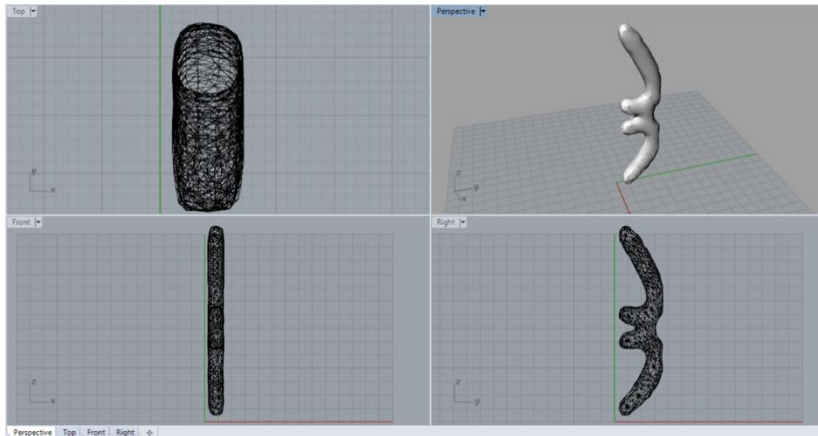 Top
Perspective
y
x
z
y
x
Front
Right
z
x
z
y
Perspective Top Front Right